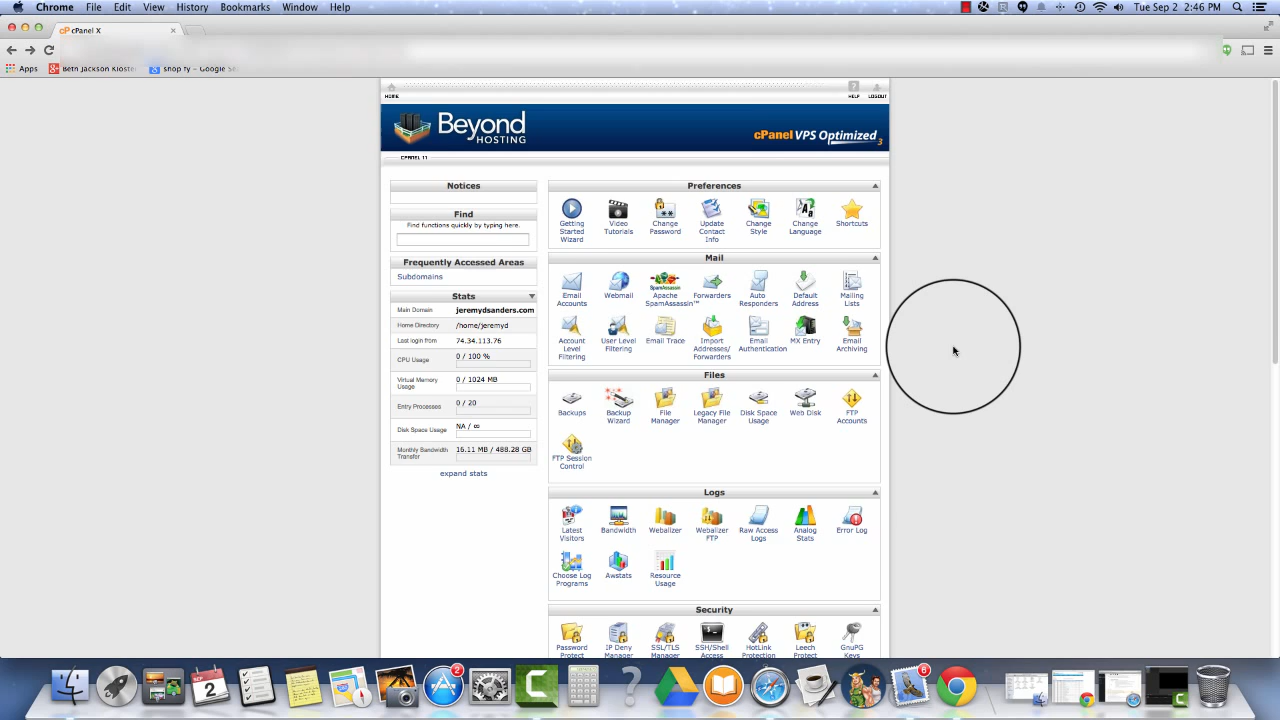 Chrome File Edit View History Bookmarks Window Help Tue Sep 2 2:46 PM
cP cPanel X
Apps
HOME HELP LOGOUT
Beyond
HOSTING
cPanel VPS Optimized 3
CPANEL 11
Notices
Find
Find functions quickly by typing here.
Frequently Accessed Areas
Subdomains
Stats
Main Domain jeremydsanders.com
Home Directory /home/jeremyd
Last login from 74.34.113.76
CPU Usage 0 / 100 %
Virtual Memory Usage 0 / 1024 MB
Entry Processes 0 / 20
Disk Space Usage NA / ∞
Monthly Bandwidth Transfer 16.11 MB / 488.28 GB
expand stats
Preferences
Getting Started Wizard
Video Tutorials
Change Password
Update Contact Info
Change Style
Change Language
Shortcuts
Mail
Email Accounts
Webmail
Apache SpamAssassin™
Forwarders
Auto Responders
Default Address
Mailing Lists
Account Level Filtering
User Level Filtering
Email Trace
Import Addresses/ Forwarders
Email Authentication
MX Entry
Email Archiving
Files
Backups
Backup Wizard
File Manager
Legacy File Manager
Disk Space Usage
Web Disk
FTP Accounts
FTP Session Control
Logs
Latest Visitors
Bandwidth
Webalizer
Webalizer FTP
Raw Access Logs
Analog Stats
Error Log
Choose Log Programs
Awstats
Resource Usage
Security
Password Protect
IP Deny Manager
SSL/TLS Manager
SSH/Shell Access
HotLink Protection
Leech Protect
GnuPG Keys
2
2
6